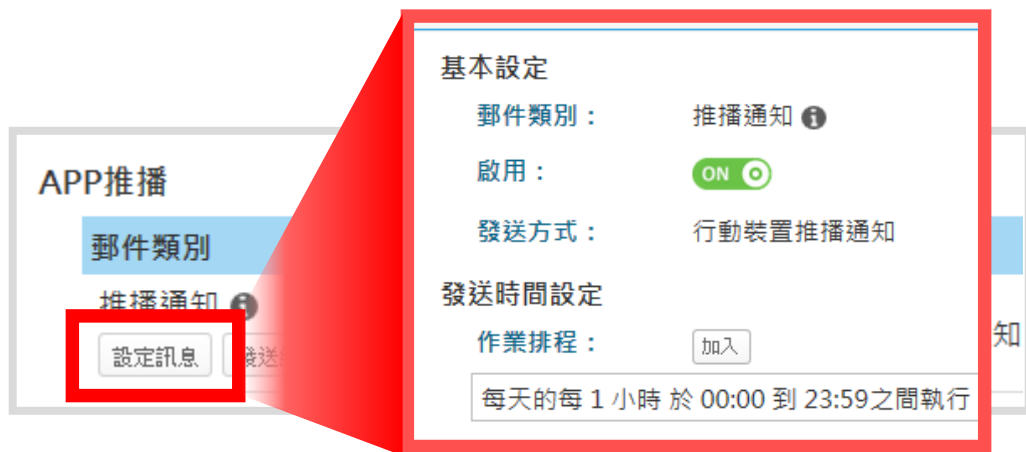 APP推播
郵件類別
推播通知
設定訊息
發送
知
基本設定
郵件類別：
推播通知
啟用：
ON
發送方式：
行動裝置推播通知
發送時間設定
作業排程：
加入
每天的每 1 小時 於 00:00 到 23:59之間執行